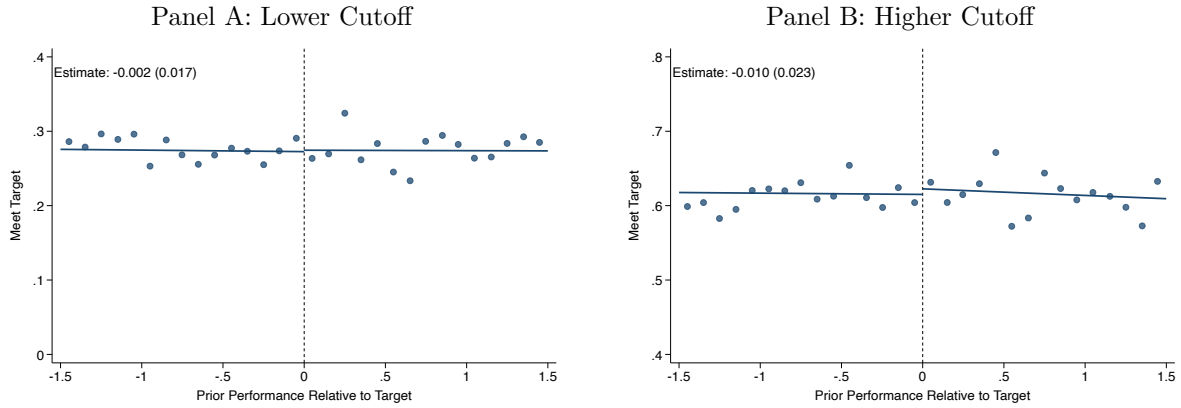 Panel A: Lower Cutoff
Estimate: -0.002 (0.017)
.4
.3
.2
.1
0
Meet Target
-1.5 -1 -.5 0 .5 1 1.5
Prior Performance Relative to Target
Panel B: Higher Cutoff
Estimate: -0.010 (0.023)
.8
.7
.6
.5
.4
Meet Target
-1.5 -1 -.5 0 .5 1 1.5
Prior Performance Relative to Target